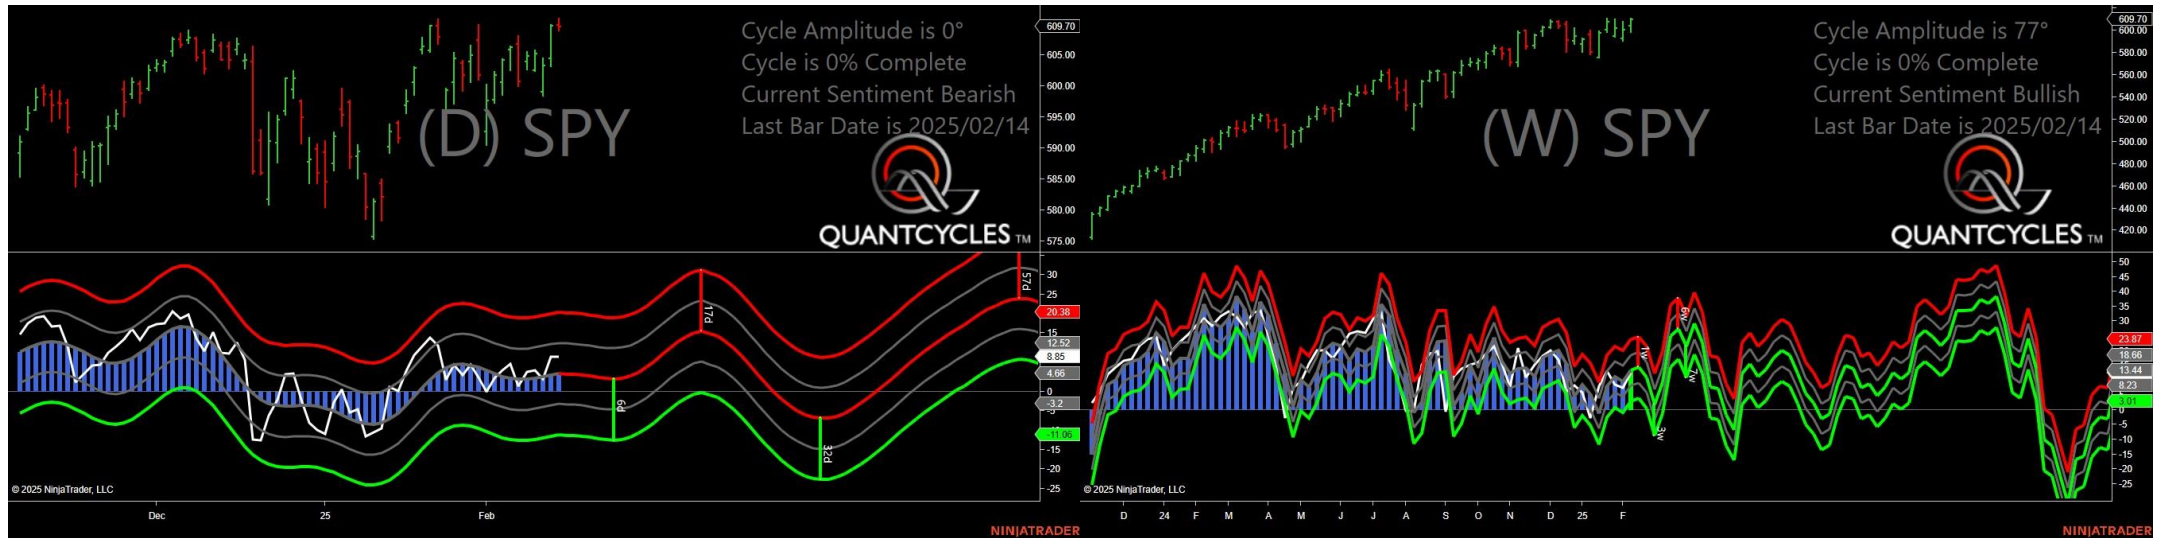 Cycle Amplitude is 0°
Cycle is 0% Complete
Current Sentiment Bearish
Last Bar Date is 2025/02/14
(D) SPY
QUANTCYCLES TM
609.70
605.00
600.00
595.00
590.00
585.00
580.00
575.00
30
25
20.38
15
12.52
8.85
4.66
0
-3.2
-11.06
-15
-20
-25
6d
17d
32d
57d
© 2025 NinjaTrader, LLC
Dec 25 Feb
NINJATRADER
Cycle Amplitude is 77°
Cycle is 0% Complete
Current Sentiment Bullish
Last Bar Date is 2025/02/14
(W) SPY
QUANTCYCLES TM
609.70
600.00
580.00
560.00
540.00
520.00
500.00
480.00
460.00
440.00
420.00
50
45
40
35
30
23.87
18.66
13.44
8.23
3.01
0
-5
-10
-15
-20
-25
1w
3w
6w
7w
© 2025 NinjaTrader, LLC
D 24 F M A M J J A S O N D 25 F
NINJATRADER